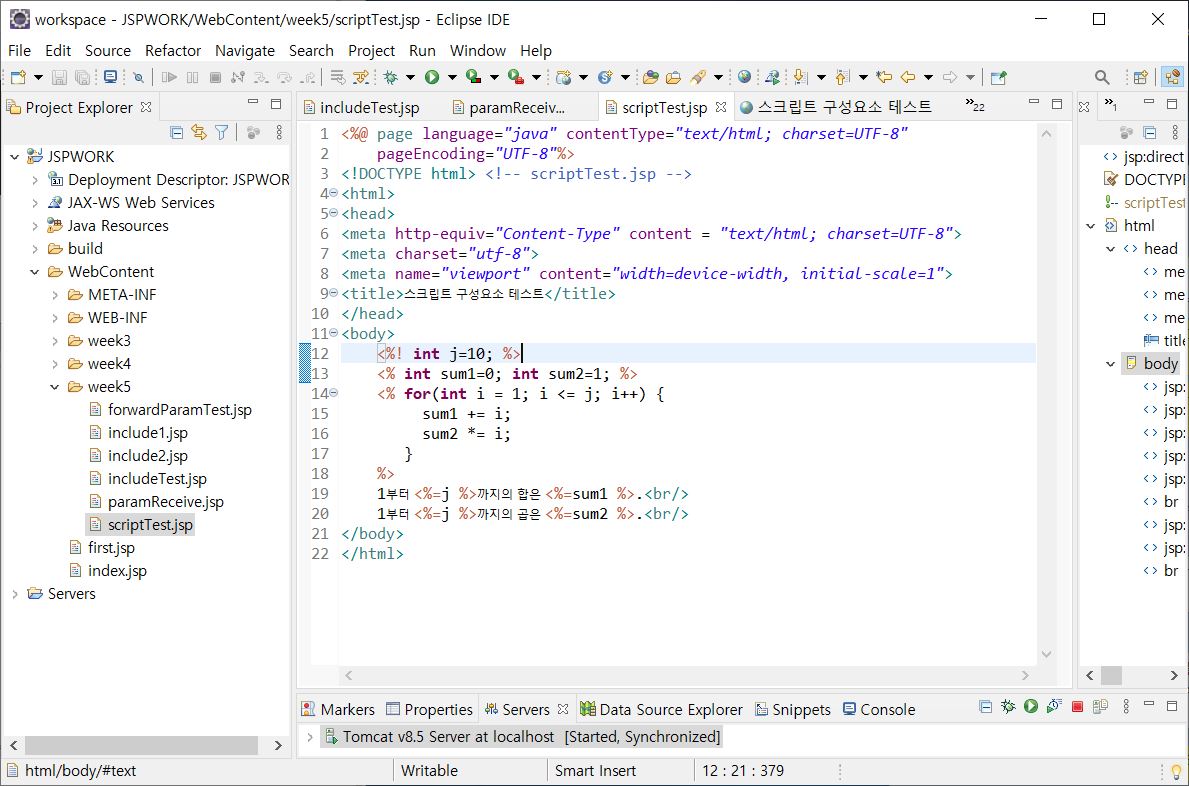 workspace - JSPWORK/WebContent/week5/scriptTest.jsp - Eclipse IDE
File Edit Source Refactor Navigate Search Project Run Window Help
Project Explorer
JSPWORK
Deployment Descriptor: JSPWOR
JAX-WS Web Services
Java Resources
build
WebContent
META-INF
WEB-INF
week3
week4
week5
forwardParamTest.jsp
include1.jsp
include2.jsp
includeTest.jsp
paramReceive.jsp
scriptTest.jsp
first.jsp
index.jsp
Servers
includeTest.jsp paramReceiv... scriptTest.jsp 스크립트 구성요소 테스트 »22
1 <%@ page language="java" contentType="text/html; charset=UTF-8"
2 pageEncoding="UTF-8"%>
3 <!DOCTYPE html> <!-- scriptTest.jsp -->
4 <html>
5 <head>
6 <meta http-equiv="Content-Type" content = "text/html; charset=UTF-8">
7 <meta charset="utf-8">
8 <meta name="viewport" content="width=device-width, initial-scale=1">
9 <title>스크립트 구성요소 테스트</title>
10 </head>
11 <body>
12 <%! int j=10; %>
13 <% int sum1=0; int sum2=1; %>
14 <% for(int i = 1; i <= j; i++) {
15 sum1 += i;
16 sum2 *= i;
17 }
18 %>
19 1부터 <%=j %>까지의 합은 <%=sum1 %>.<br/>
20 1부터 <%=j %>까지의 곱은 <%=sum2 %>.<br/>
21 </body>
22 </html>
»1
jsp:direct
DOCTYPI
scriptTest
html
head
me
me
me
title
body
jsp:
jsp:
jsp:
jsp:
jsp:
br
jsp:
jsp:
br
Markers Properties Servers Data Source Explorer Snippets Console
Tomcat v8.5 Server at localhost [Started, Synchronized]
html/body/#text Writable Smart Insert 12 : 21 : 379